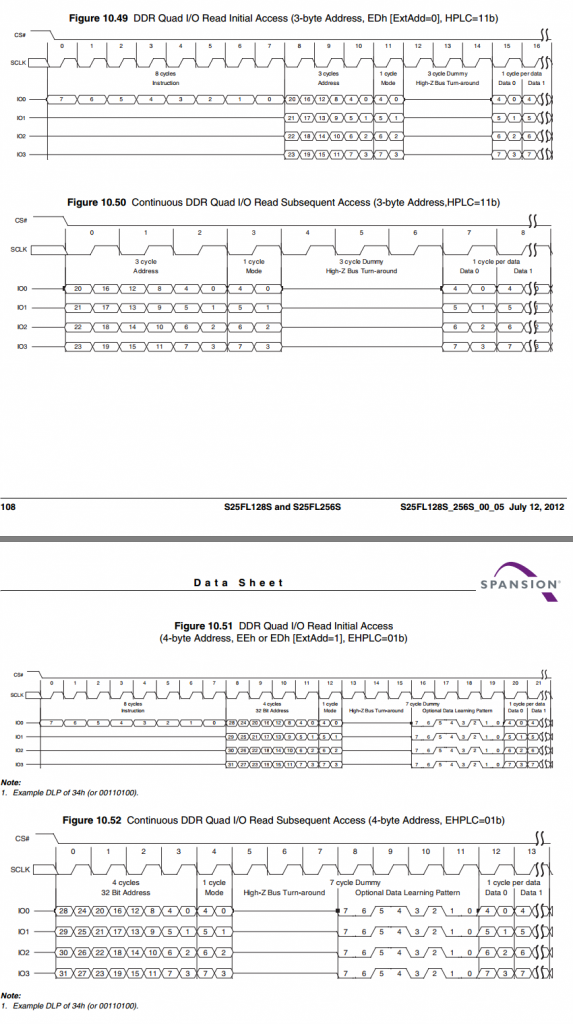 Figure 10.49 DDR Quad I/O Read Initial Access (3-byte Address, EDh [ExtAdd=0], HPLC=11b)
CS#
0 1 2 3 4 5 6 7 8 9 10 11 12 13 14 15 16
SCLK
8 cycles 3 cycles 1 cycle 3 cycle Dummy 1 cycle per data
Instruction Address Mode High-Z Bus Turn-around Data 0 Data 1
IO0 7 6 5 4 3 2 1 0 20 16 12 8 4 0 4 0 4 0 4
IO1 21 17 13 9 5 1 5 1 5 1 5
IO2 22 18 14 10 6 2 6 2 6 2 6
IO3 23 19 15 11 7 3 7 3 7 3 7
Figure 10.50 Continuous DDR Quad I/O Read Subsequent Access (3-byte Address,HPLC=11b)
CS#
0 1 2 3 4 5 6 7 8
SCLK
3 cycle 1 cycle 3 cycle Dummy 1 cycle per data
Address Mode High-Z Bus Turn-around Data 0 Data 1
IO0 20 16 12 8 4 0 4 0 4 0 4
IO1 21 17 13 9 5 1 5 1 5 1 5
IO2 22 18 14 10 6 2 6 2 6 2 6
IO3 23 19 15 11 7 3 7 3 7 3 7
108 S25FL128S and S25FL256S S25FL128S_256S_00_05 July 12, 2012
Data Sheet
SPANSION®
Figure 10.51 DDR Quad I/O Read Initial Access
(4-byte Address, EEh or EDh [ExtAdd=1], EHPLC=01b)
CS#
0 1 2 3 4 5 6 7 8 9 10 11 12 13 14 15 16 17 18 19 20 21
SCLK
8 cycles 4 cycles 1 cycle 7 cycle Dummy 1 cycle per data
Instruction 32 Bit Address Mode High-Z Bus Turn-around Optional Data Learning Pattern Data 0 Data 1
IO0 7 6 5 4 3 2 1 0 28 24 20 16 12 8 4 0 4 0 7 6 5 4 3 2 1 0 4 0 4
IO1 29 25 21 17 13 9 5 1 5 1 7 6 5 4 3 2 1 0 5 1 5
IO2 30 26 22 18 14 10 6 2 6 2 7 6 5 4 3 2 1 0 6 2 6
IO3 31 27 23 19 15 11 7 3 7 3 7 6 5 4 3 2 1 0 7 3 7
Note:
1. Example DLP of 34h (or 00110100).
Figure 10.52 Continuous DDR Quad I/O Read Subsequent Access (4-byte Address, EHPLC=01b)
CS#
0 1 2 3 4 5 6 7 8 9 10 11 12 13
SCLK
4 cycles 1 cycle 7 cycle Dummy 1 cycle per data
32 Bit Address Mode High-Z Bus Turn-around Optional Data Learning Pattern Data 0 Data 1
IO0 28 24 20 16 12 8 4 0 4 0 7 6 5 4 3 2 1 0 4 0 4
IO1 29 25 21 17 13 9 5 1 5 1 7 6 5 4 3 2 1 0 5 1 5
IO2 30 26 22 18 14 10 6 2 6 2 7 6 5 4 3 2 1 0 6 2 6
IO3 31 27 23 19 15 11 7 3 7 3 7 6 5 4 3 2 1 0 7 3 7
Note:
1. Example DLP of 34h (or 00110100).